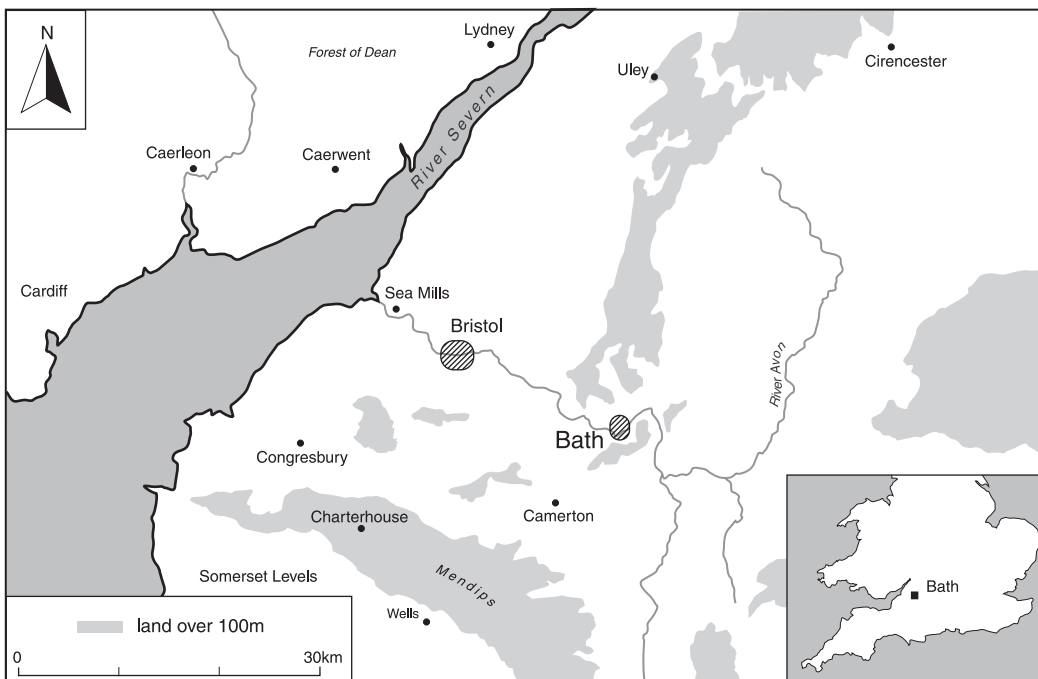 N
Lydney
Forest of Dean
Cirencester
Uley
River Severn
Caerleon
Caerwent
Cardiff
Sea Mills
Bristol
River Avon
Bath
Congresbury
Charterhouse
Camerton
Somerset Levels
Mendips
Wells
Bath
land over 100m
0
30km